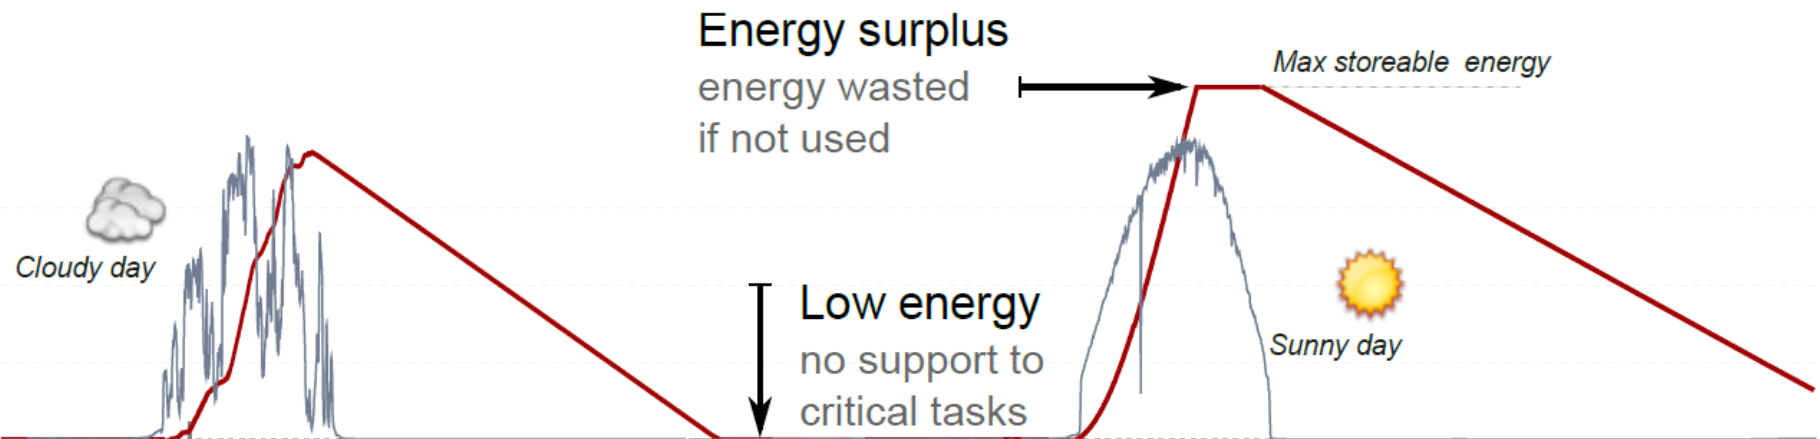 Energy surplus
energy wasted
if not used
Max storeable energy
Cloudy day
Low energy
no support to
critical tasks
Sunny day